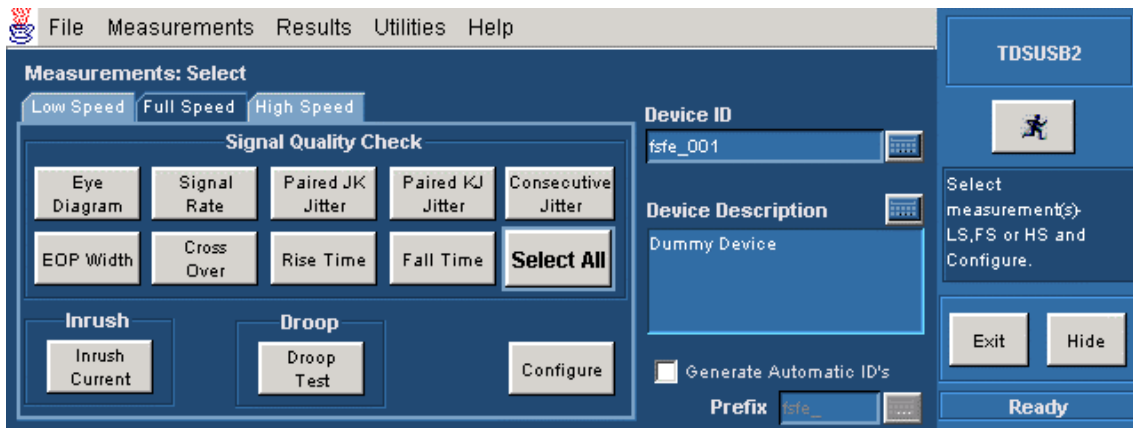 File Measurements Results Utilities Help
Measurements: Select
Low Speed Full Speed High Speed
Signal Quality Check
Eye Diagram
Signal Rate
Paired JK Jitter
Paired KJ Jitter
Consecutive Jitter
EOP Width
Cross Over
Rise Time
Fall Time
Select All
Inrush
Inrush Current
Droop
Droop Test
Configure
Device ID
fsfe_001
Device Description
Dummy Device
Generate Automatic ID's
Prefix fsfe_
TDSUSB2
Select
measurement(s)-
LS,FS or HS and
Configure.
Exit Hide
Ready